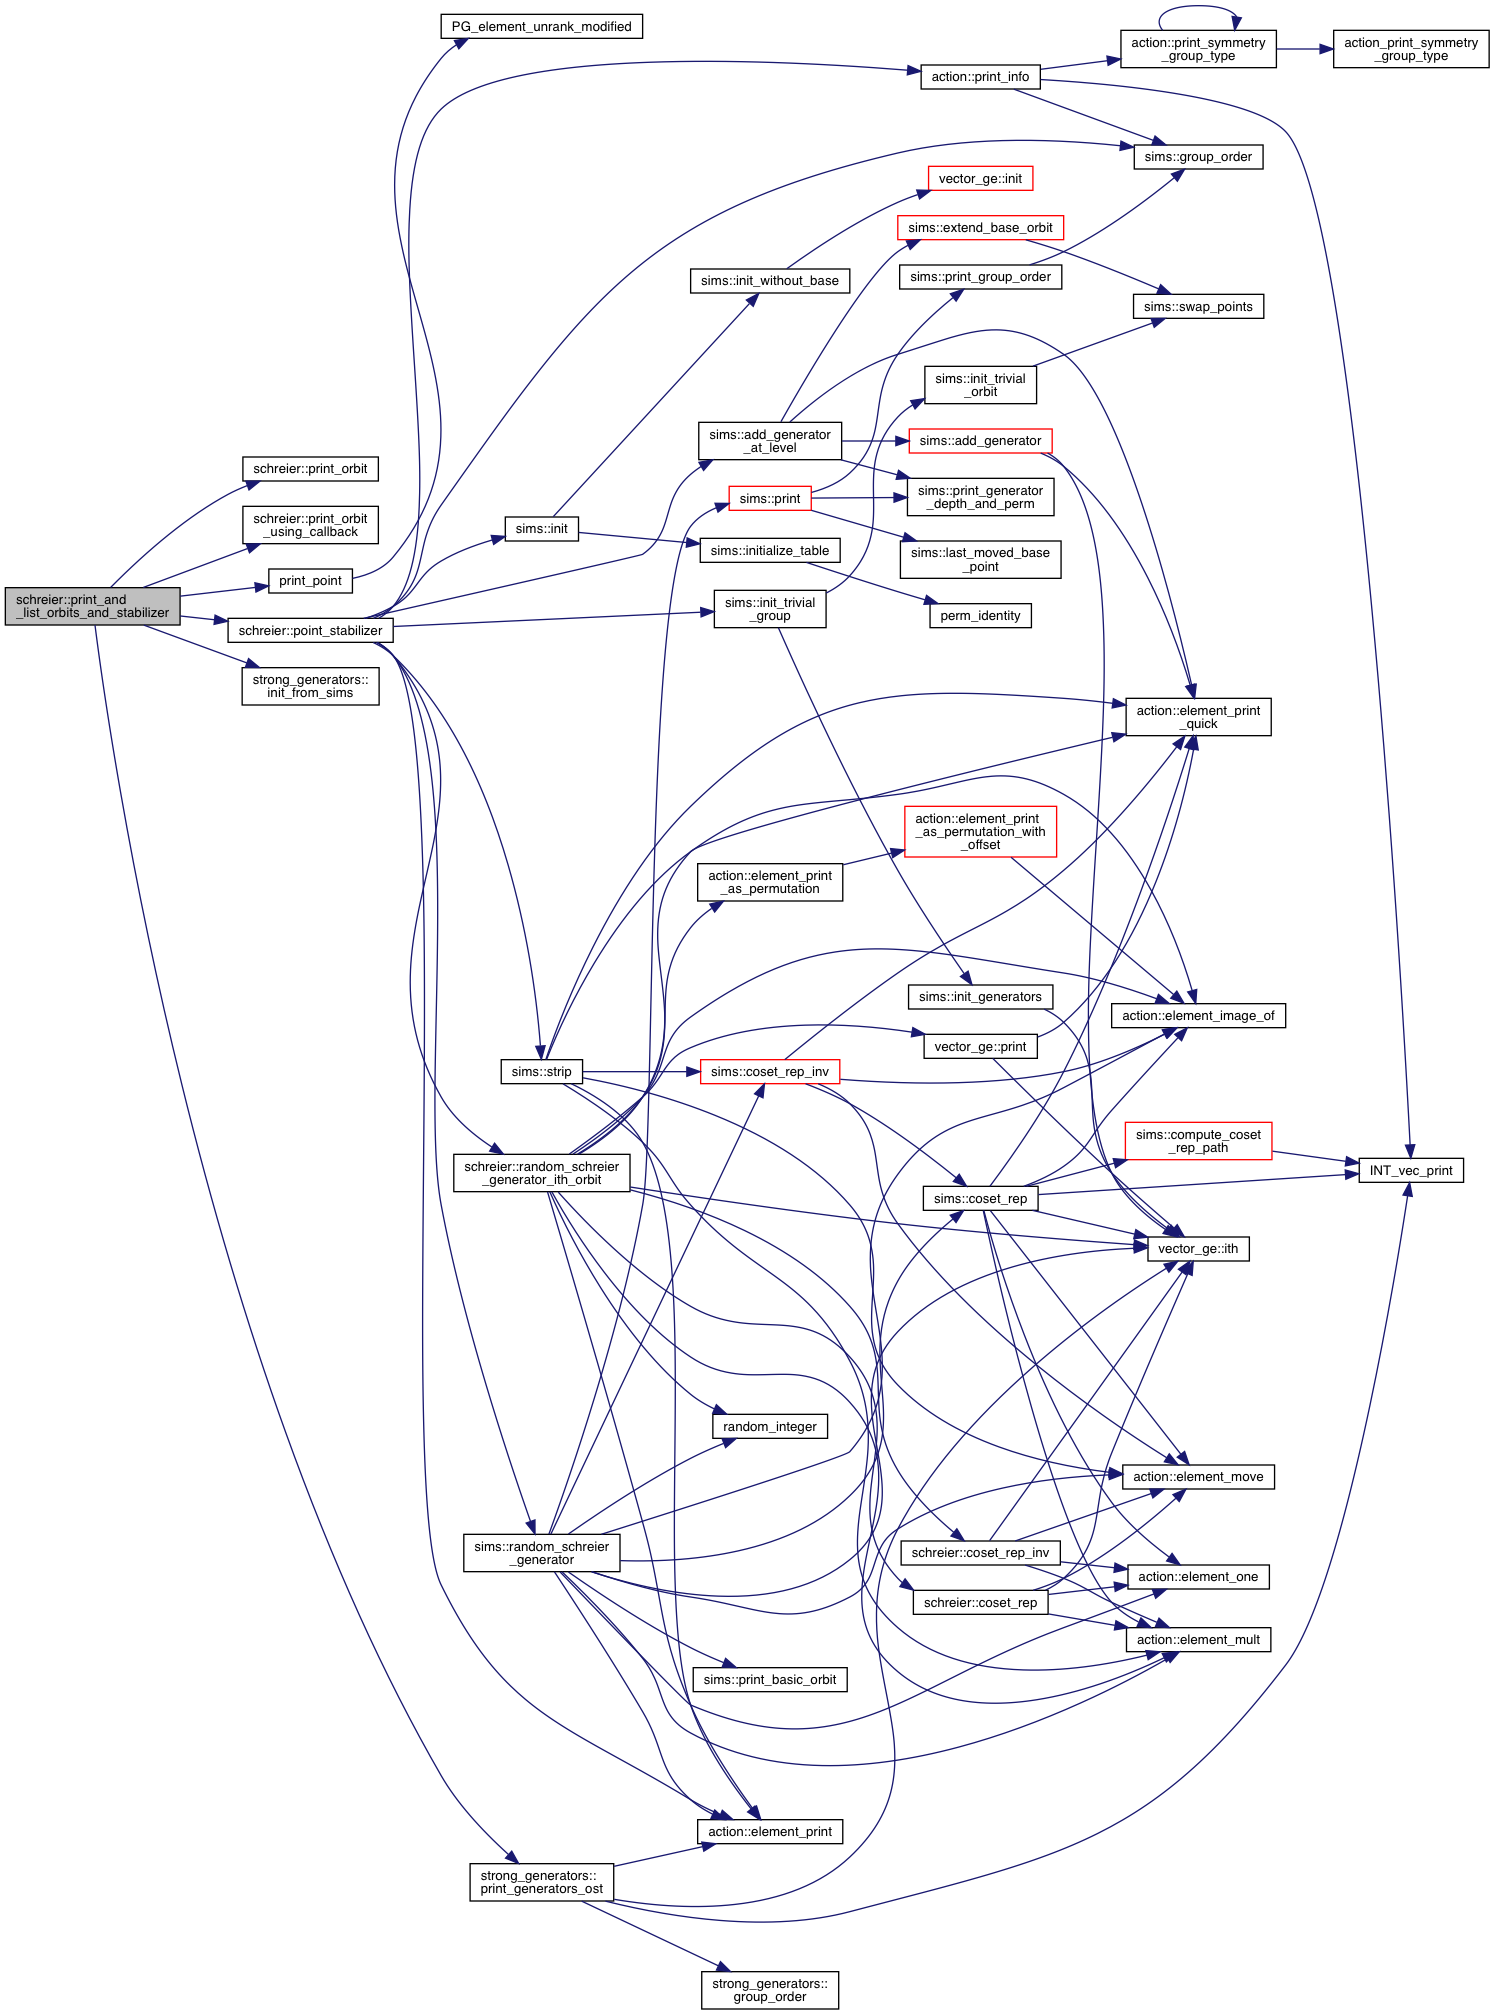 PG_element_unrank_modified
action::print_symmetry
_group_type
action_print_symmetry
_group_type
action::print_info
sims::group_order
vector_ge::init
sims::extend_base_orbit
sims::print_group_order
sims::init_without_base
sims::swap_points
sims::init_trivial
_orbit
sims::add_generator
_at_level
sims::add_generator
schreier::print_orbit
sims::print
sims::print_generator
_depth_and_perm
schreier::print_orbit
_using_callback
sims::init
sims::initialize_table
sims::last_moved_base
_point
print_point
schreier::print_and
_list_orbits_and_stabilizer
sims::init_trivial
_group
perm_identity
schreier::point_stabilizer
strong_generators::
init_from_sims
action::element_print
_quick
action::element_print
_as_permutation_with
_offset
action::element_print
_as_permutation
sims::init_generators
action::element_image_of
vector_ge::print
sims::strip
sims::coset_rep_inv
sims::compute_coset
_rep_path
INT_vec_print
schreier::random_schreier
_generator_ith_orbit
sims::coset_rep
vector_ge::ith
random_integer
action::element_move
sims::random_schreier
_generator
schreier::coset_rep_inv
action::element_one
schreier::coset_rep
action::element_mult
sims::print_basic_orbit
action::element_print
strong_generators::
print_generators_ost
strong_generators::
group_order